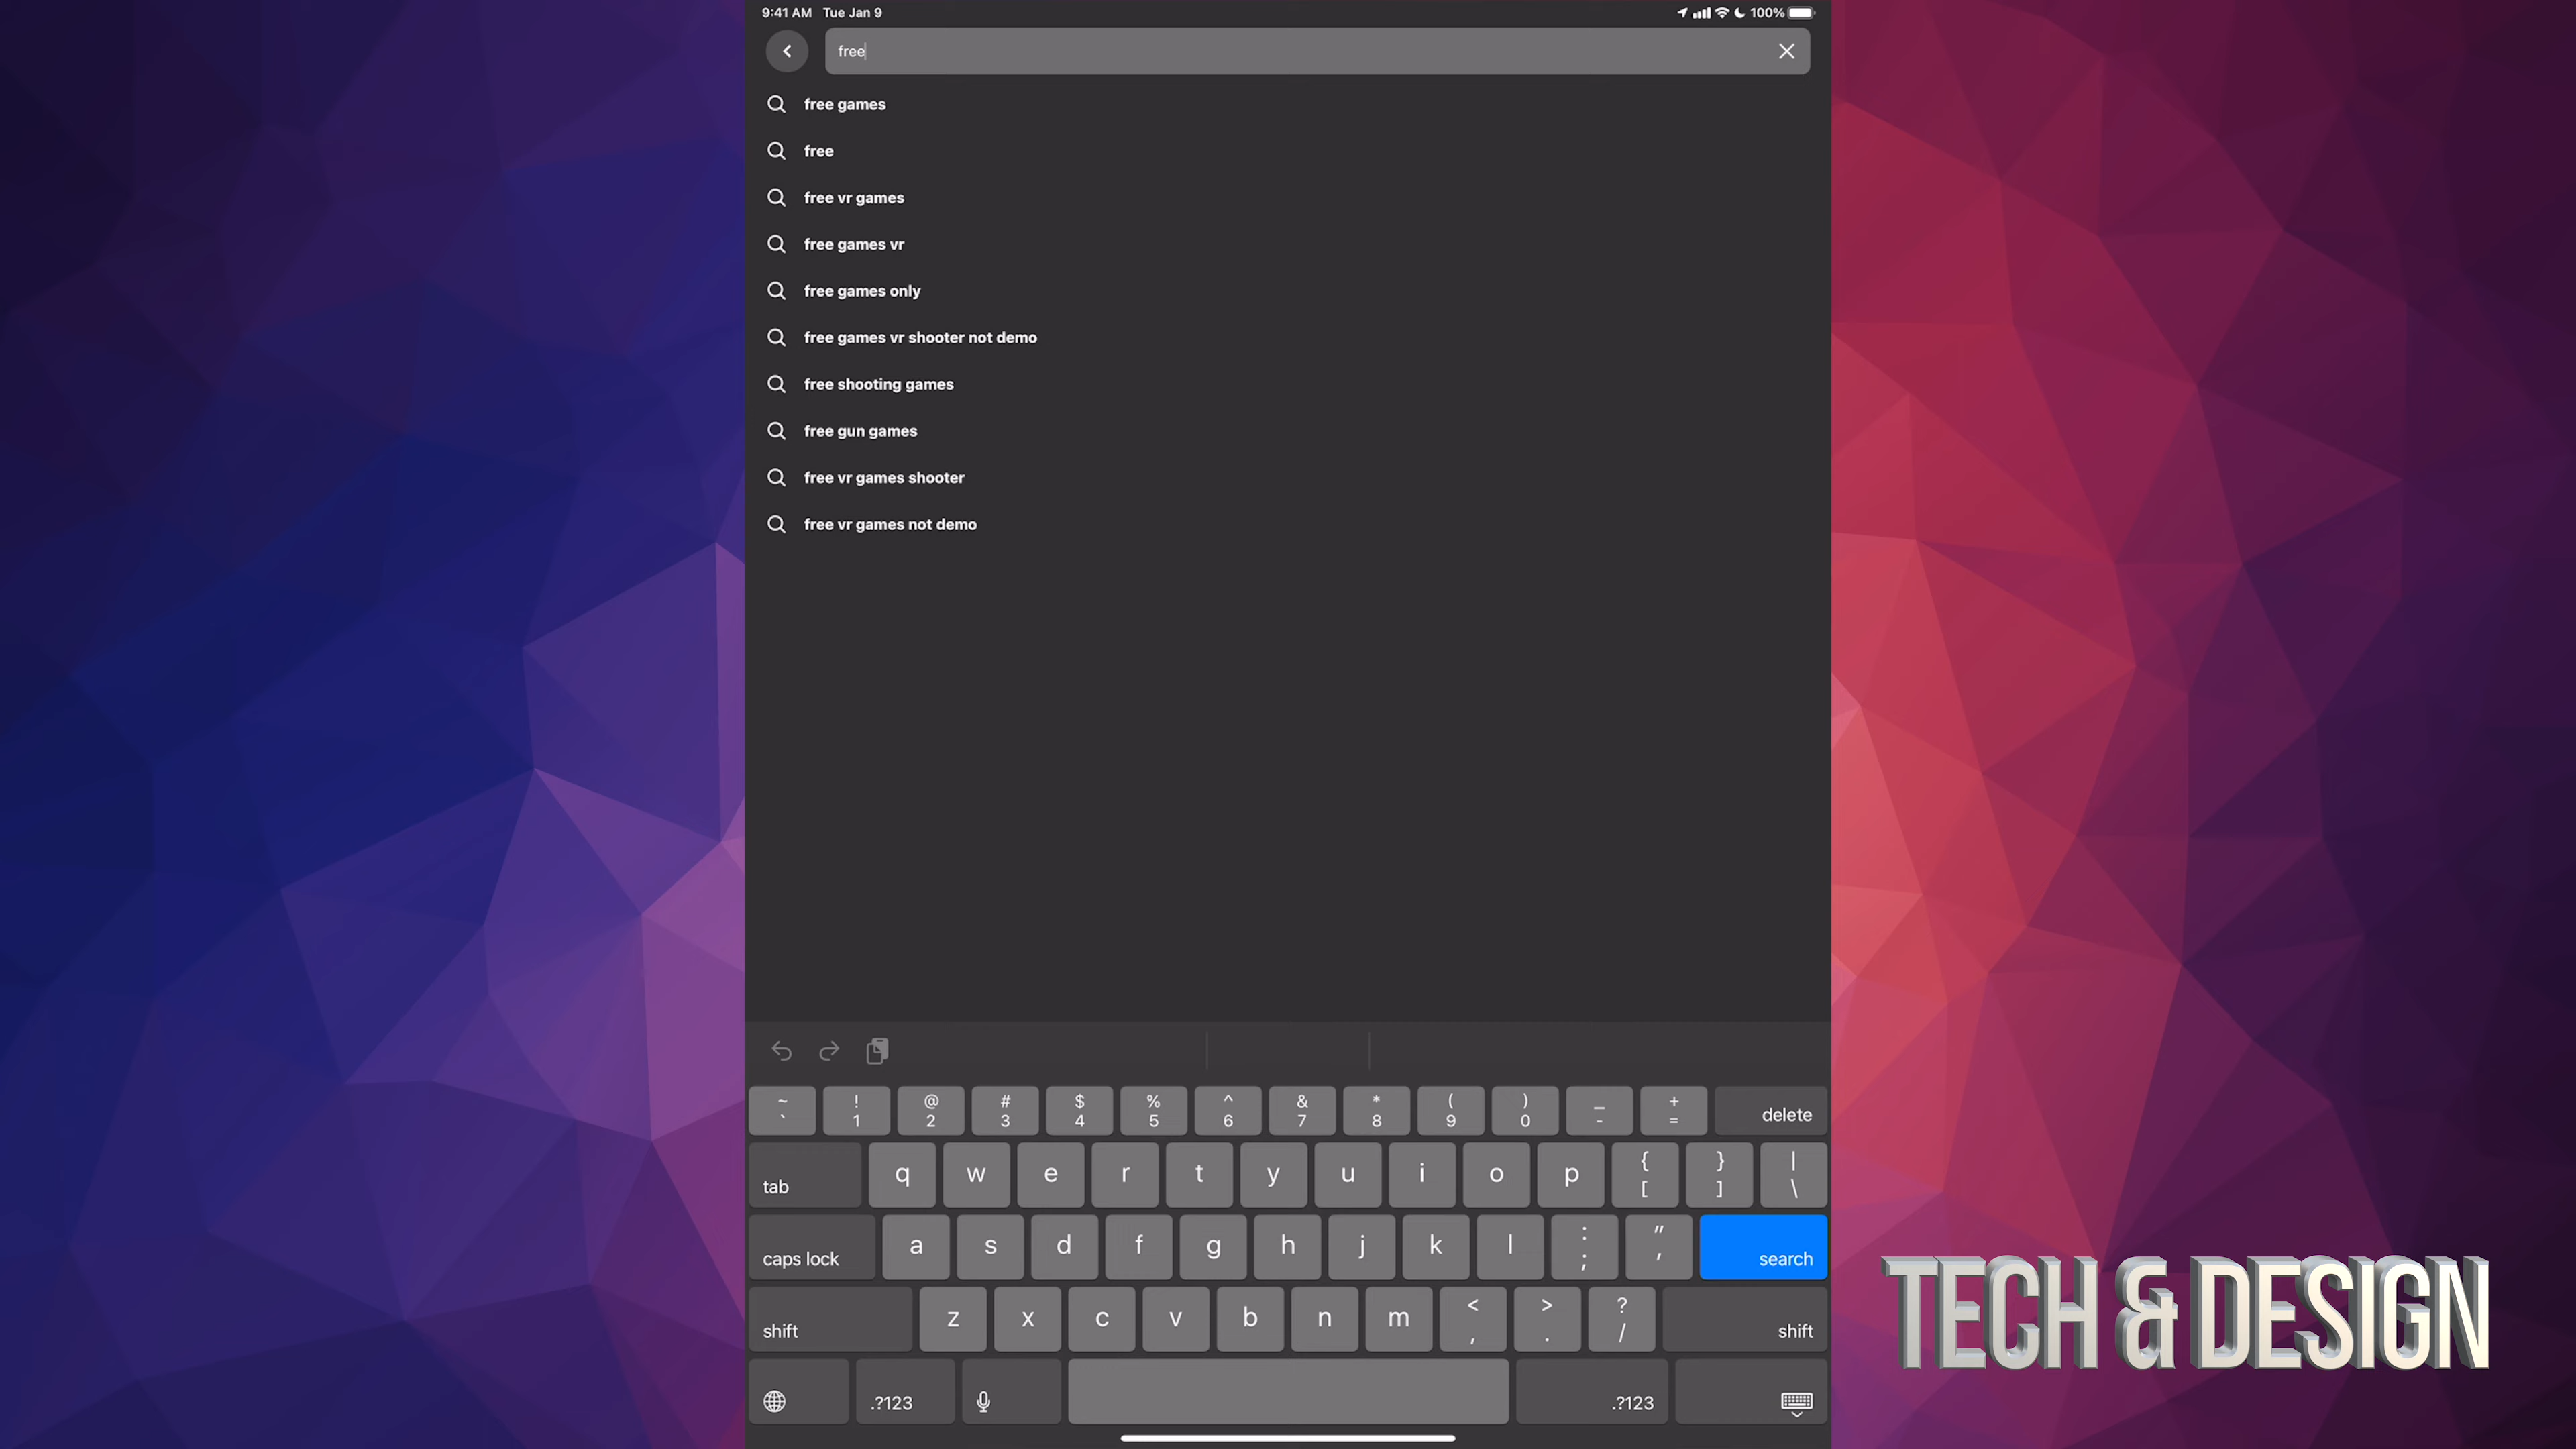 9:41 AM Tue Jan 9 100%
free
free games
free
free vr games
free games vr
free games only
free games vr shooter not demo
free shooting games
free gun games
free vr games shooter
free vr games not demo
~ ! @ # $ % ^ & * ( ) _ +
` 1 2 3 4 5 6 7 8 9 0 - = delete
tab q w e r t y u i o p { } |
[ ] \
caps lock a s d f g h j k l : "
; ' search
shift z x c v b n m < > ?
, . / shift
.?123 .?123
TECH & DESIGN